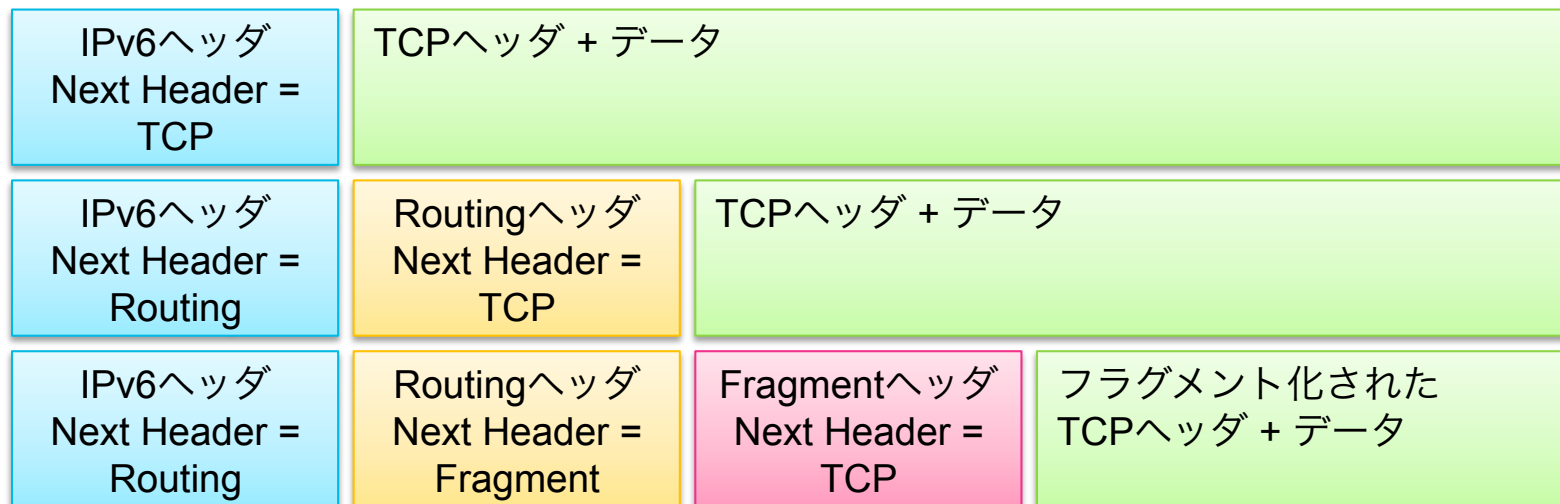 IPv6ヘッダ
Next Header =
TCP
TCPヘッダ + データ
IPv6ヘッダ
Next Header =
Routing
Routingヘッダ
Next Header =
TCP
TCPヘッダ + データ
IPv6ヘッダ
Next Header =
Routing
Routingヘッダ
Next Header =
Fragment
Fragmentヘッダ
Next Header =
TCP
フラグメント化された
TCPヘッダ + データ